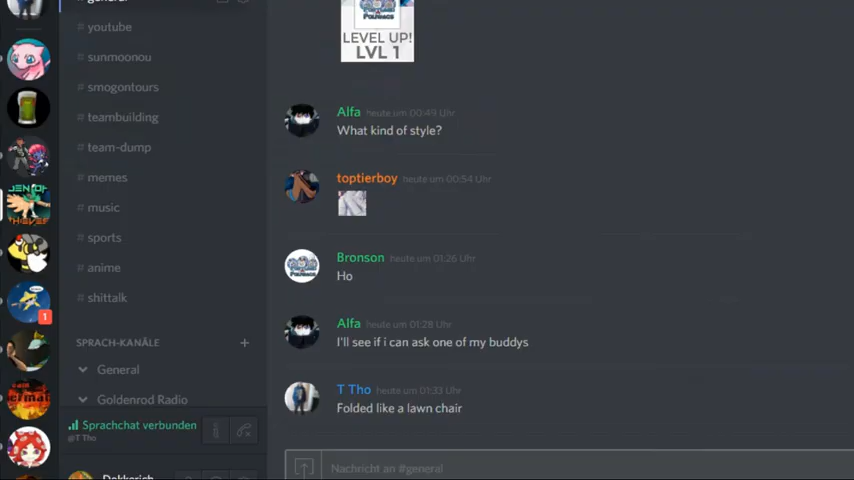 general
# youtube
# sunmoonou
# smogontours
# teambuilding
# team-dump
# memes
# music
# sports
# anime
# shittalk
SPRACH-KANÄLE +
General
Goldenrod Radio
Sprachchat verbunden
@T Tho
1
LEVEL UP!
LVL 1
Alfa heute um 00:49 Uhr
What kind of style?
toptierboy heute um 00:54 Uhr
Bronson heute um 01:26 Uhr
Ho
Alfa heute um 01:28 Uhr
I'll see if i can ask one of my buddys
T Tho heute um 01:33 Uhr
Folded like a lawn chair
Nachricht an #general